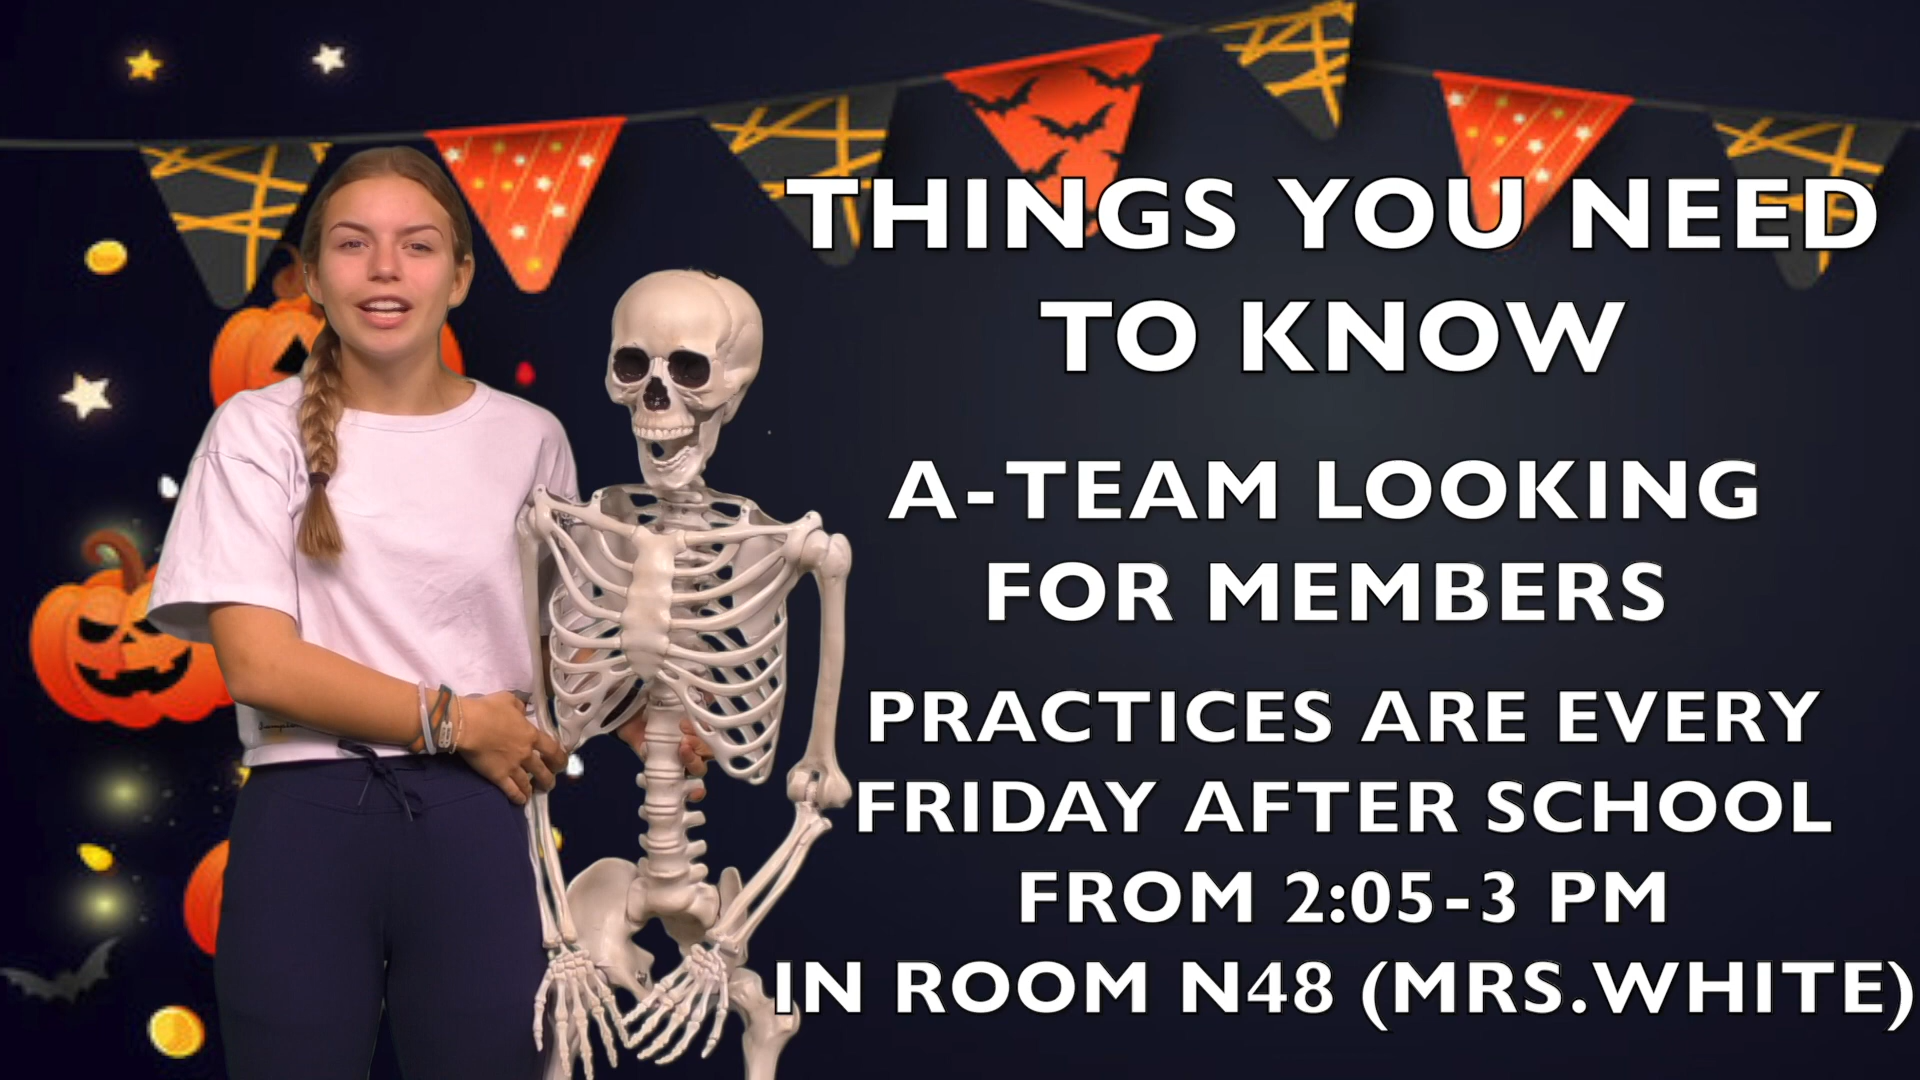 THINGS YOU NEED
TO KNOW
A-TEAM LOOKING
FOR MEMBERS
PRACTICES ARE EVERY
FRIDAY AFTER SCHOOL
FROM 2:05-3 PM
IN ROOM N48 (MRS.WHITE)